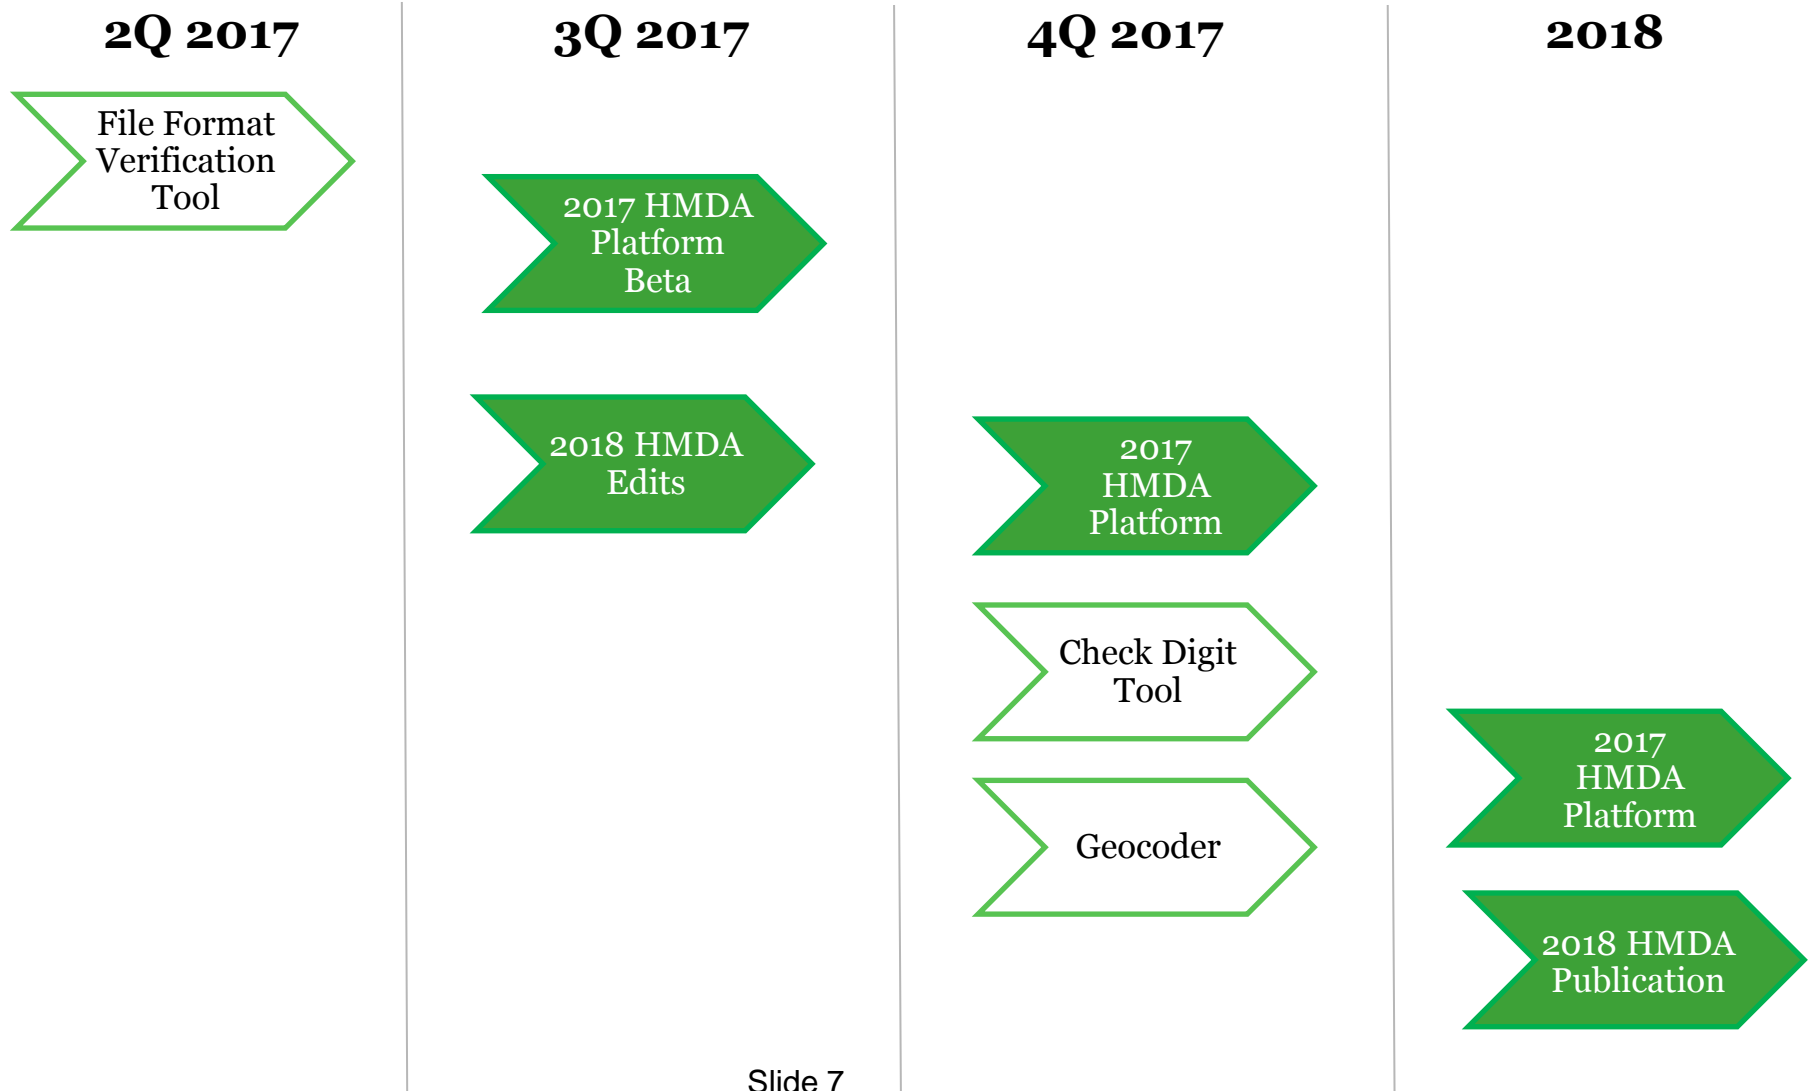 2Q 2017
3Q 2017
4Q 2017
2018
File Format
Verification
Tool
2017 HMDA
Platform
Beta
2018 HMDA
Edits
2017
HMDA
Platform
Check Digit
Tool
Geocoder
2017
HMDA
Platform
2018 HMDA
Publication
Slide 7